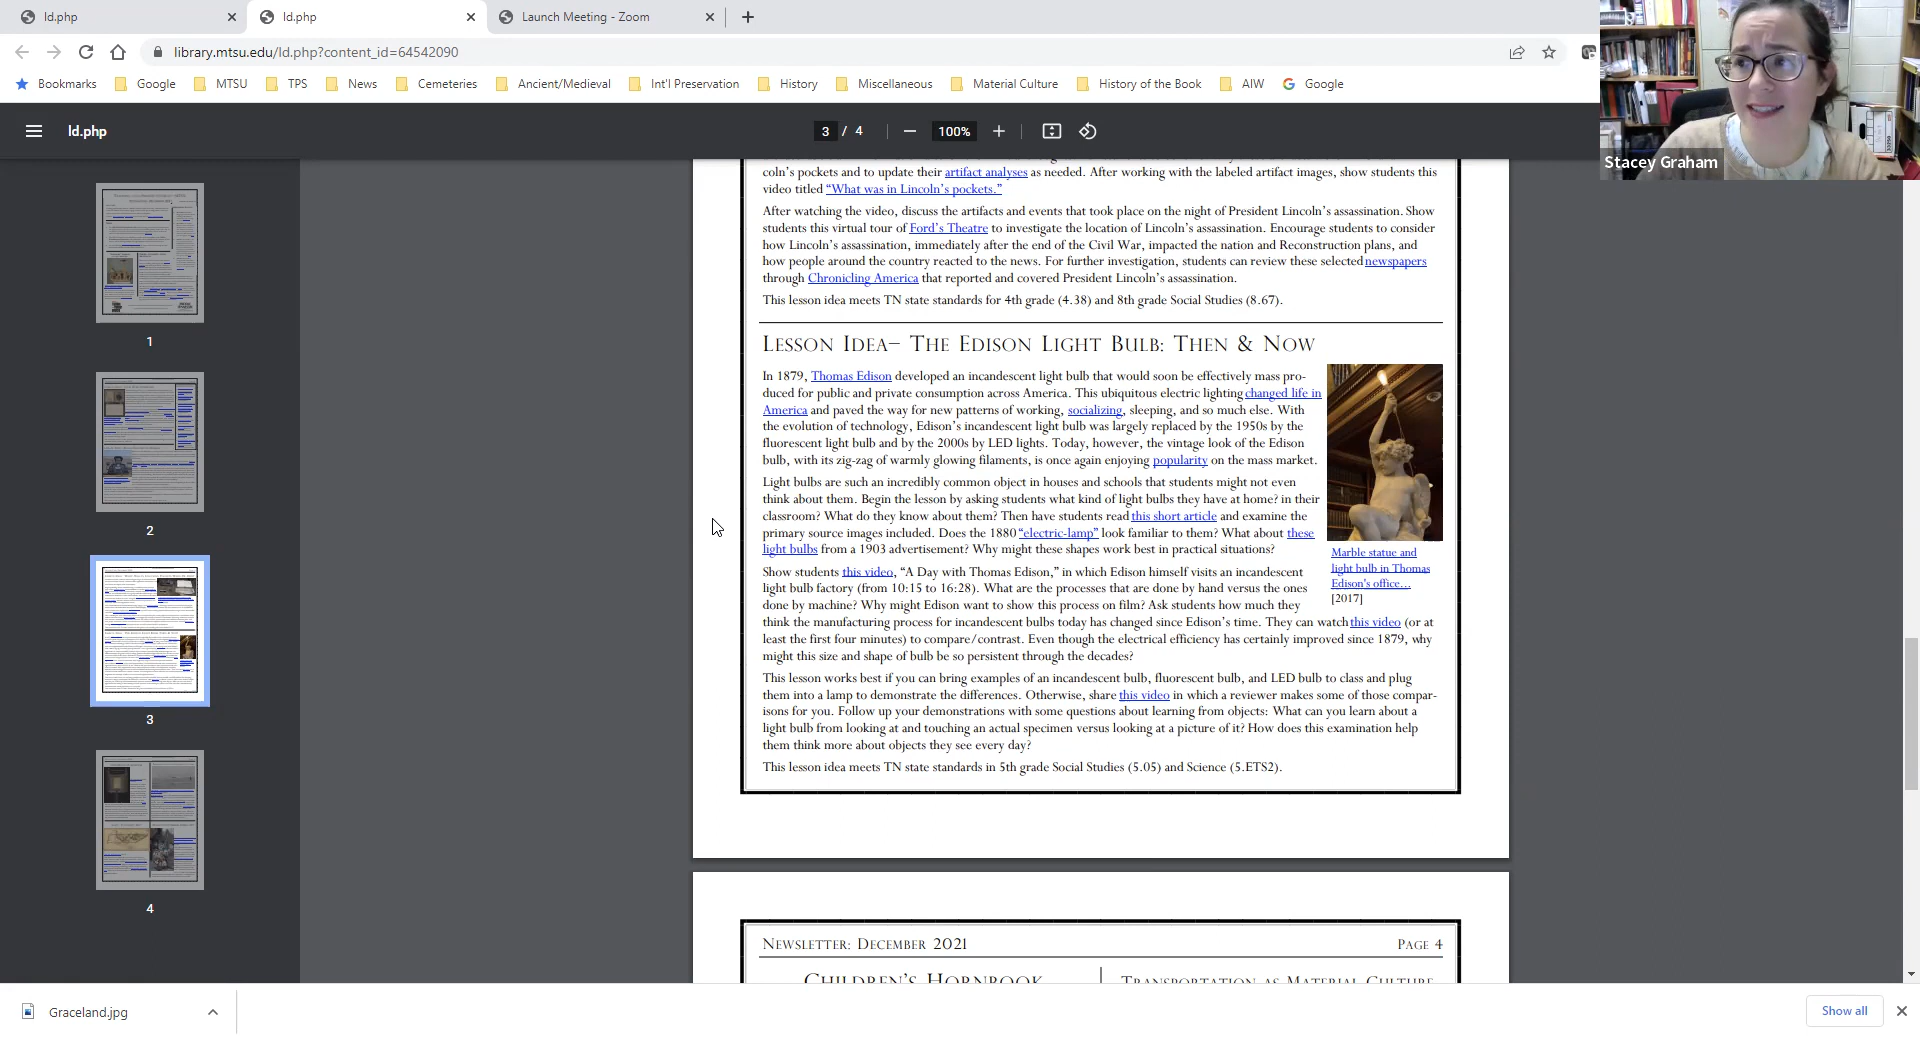 ld.php
ld.php
Launch Meeting - Zoom
library.mtsu.edu/ld.php?content_id=64542090
Bookmarks
Google
MTSU
TPS
News
Cemeteries
Ancient/Medieval
Int'l Preservation
History
Miscellaneous
Material Culture
History of the Book
AIW
Google
Stacey Graham
ld.php
3 / 4
100%
1
2
3
4
coln's pockets and to update their artifact analyses as needed. After working with the labeled artifact images, show students this
video titled “What was in Lincoln's pockets.”
After watching the video, discuss the artifacts and events that took place on the night of President Lincoln's assassination. Show
students this virtual tour of Ford's Theatre to investigate the location of Lincoln's assassination. Encourage students to consider
how Lincoln's assassination, immediately after the end of the Civil War, impacted the nation and Reconstruction plans, and
how people around the country reacted to the news. For further investigation, students can review these selected newspapers
through Chronicling America that reported and covered President Lincoln's assassination.
This lesson idea meets TN state standards for 4th grade (4.38) and 8th grade Social Studies (8.67).
Lesson Idea– The Edison Light Bulb: Then & Now
In 1879, Thomas Edison developed an incandescent light bulb that would soon be effectively mass pro-
duced for public and private consumption across America. This ubiquitous electric lighting changed life in
America and paved the way for new patterns of working, socializing, sleeping, and so much else. With
the evolution of technology, Edison's incandescent light bulb was largely replaced by the 1950s by the
fluorescent light bulb and by the 2000s by LED lights. Today, however, the vintage look of the Edison
bulb, with its zig-zag of warmly glowing filaments, is once again enjoying popularity on the mass market.
Light bulbs are such an incredibly common object in houses and schools that students might not even
think about them. Begin the lesson by asking students what kind of light bulbs they have at home? in their
classroom? What do they know about them? Then have students read this short article and examine the
primary source images included. Does the 1880 “electric-lamp” look familiar to them? What about these
light bulbs from a 1903 advertisement? Why might these shapes work best in practical situations?
Marble statue and
light bulb in Thomas
Edison's office…
[2017]
Show students this video, “A Day with Thomas Edison,” in which Edison himself visits an incandescent
light bulb factory (from 10:15 to 16:28). What are the processes that are done by hand versus the ones
done by machine? Why might Edison want to show this process on film? Ask students how much they
think the manufacturing process for incandescent bulbs today has changed since Edison's time. They can watch this video (or at
least the first four minutes) to compare/contrast. Even though the electrical efficiency has certainly improved since 1879, why
might this size and shape of bulb be so persistent through the decades?
This lesson works best if you can bring examples of an incandescent bulb, fluorescent bulb, and LED bulb to class and plug
them into a lamp to demonstrate the differences. Otherwise, share this video in which a reviewer makes some of those compar-
isons for you. Follow up your demonstrations with some questions about learning from objects: What can you learn about a
light bulb from looking at and touching an actual specimen versus looking at a picture of it? How does this examination help
them think more about objects they see every day?
This lesson idea meets TN state standards in 5th grade Social Studies (5.05) and Science (5.ETS2).
Newsletter: December 2021
Page 4
Children's Hornbook
Transportation as Material Culture
Graceland.jpg
Show all